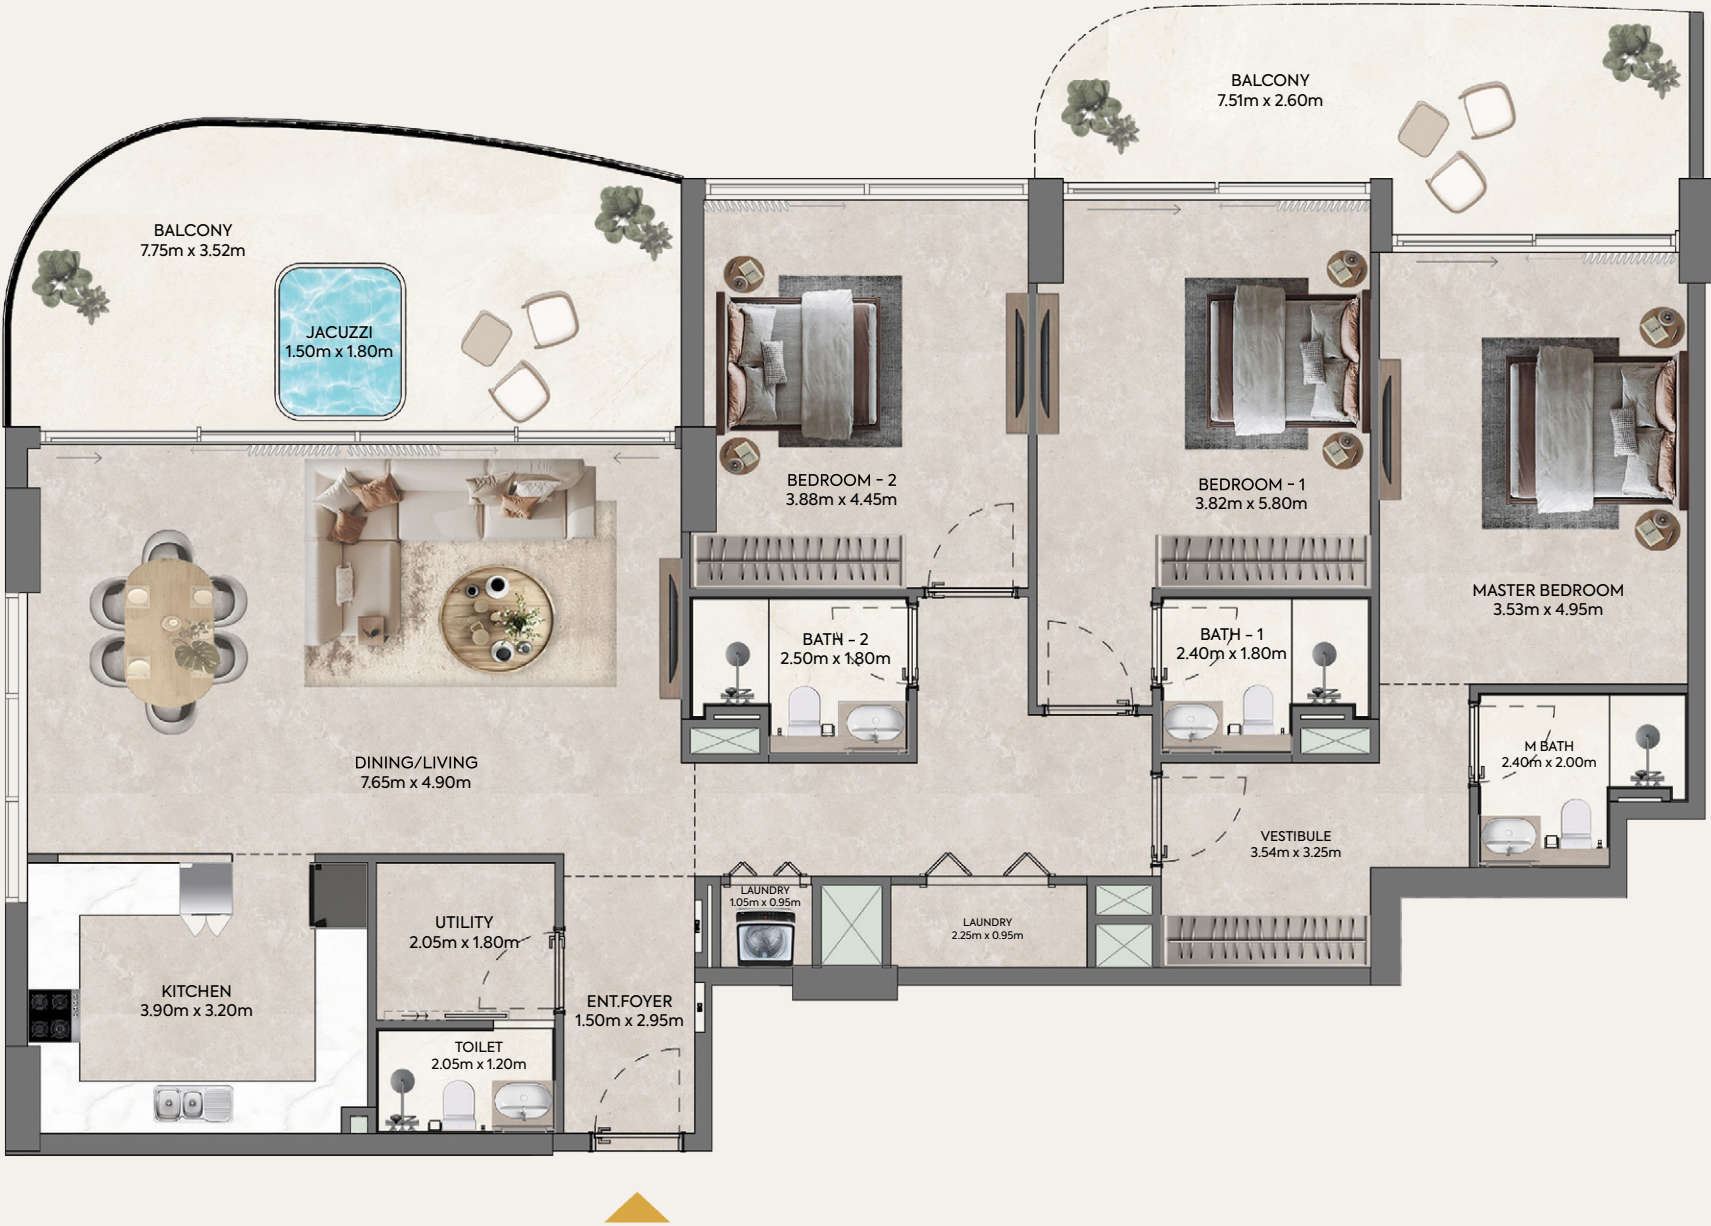 BALCONY
7.51m x 2.60m
BALCONY
7.75m x 3.52m
JACUZZI
1.50m x 1.80m
BEDROOM - 2
3.88m x 4.45m
BEDROOM - 1
3.82m x 5.80m
MASTER BEDROOM
3.53m x 4.95m
BATH - 2
2.50m x 1.80m
BATH - 1
2.40m x 1.80m
M BATH
2.40m x 2.00m
DINING/LIVING
7.65m x 4.90m
VESTIBULE
3.54m x 3.25m
LAUNDRY
1.05m x 0.95m
LAUNDRY
2.25m x 0.95m
UTILITY
2.05m x 1.80m
KITCHEN
3.90m x 3.20m
ENT.FOYER
1.50m x 2.95m
TOILET
2.05m x 1.20m